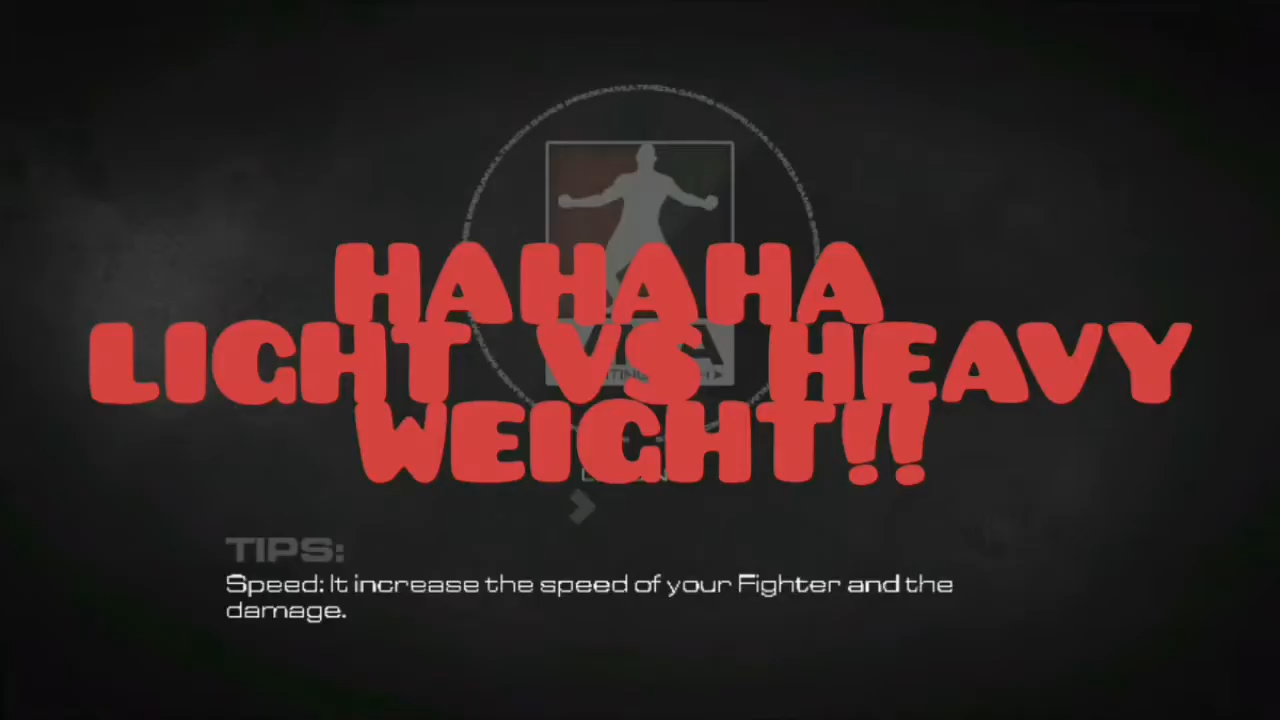 HAHAHA
LIGHT VS HEAVY
WEIGHT!!
TIPS:
Speed: It increase the speed of your Fighter and the
damage.